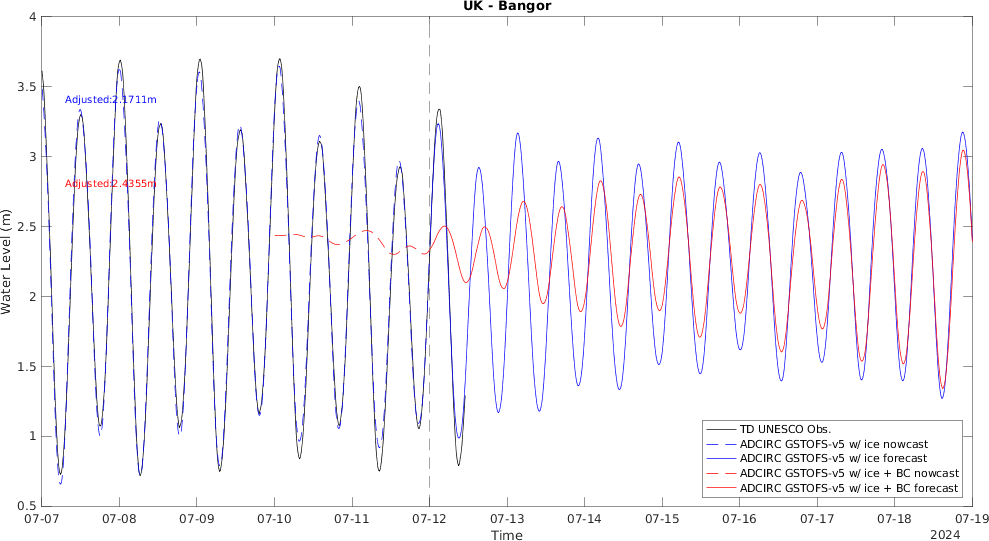 UK - Bangor
4
3.5
3
2.5
2
1.5
1
0.5
Water Level (m)
Adjusted:2.1711m
Adjusted:2.4355m
TD UNESCO Obs.
ADCIRC GSTOFS-v5 w/ ice nowcast
ADCIRC GSTOFS-v5 w/ ice forecast
ADCIRC GSTOFS-v5 w/ ice + BC nowcast
ADCIRC GSTOFS-v5 w/ ice + BC forecast
07-07 07-08 07-09 07-10 07-11 07-12 07-13 07-14 07-15 07-16 07-17 07-18 07-19
Time
2024